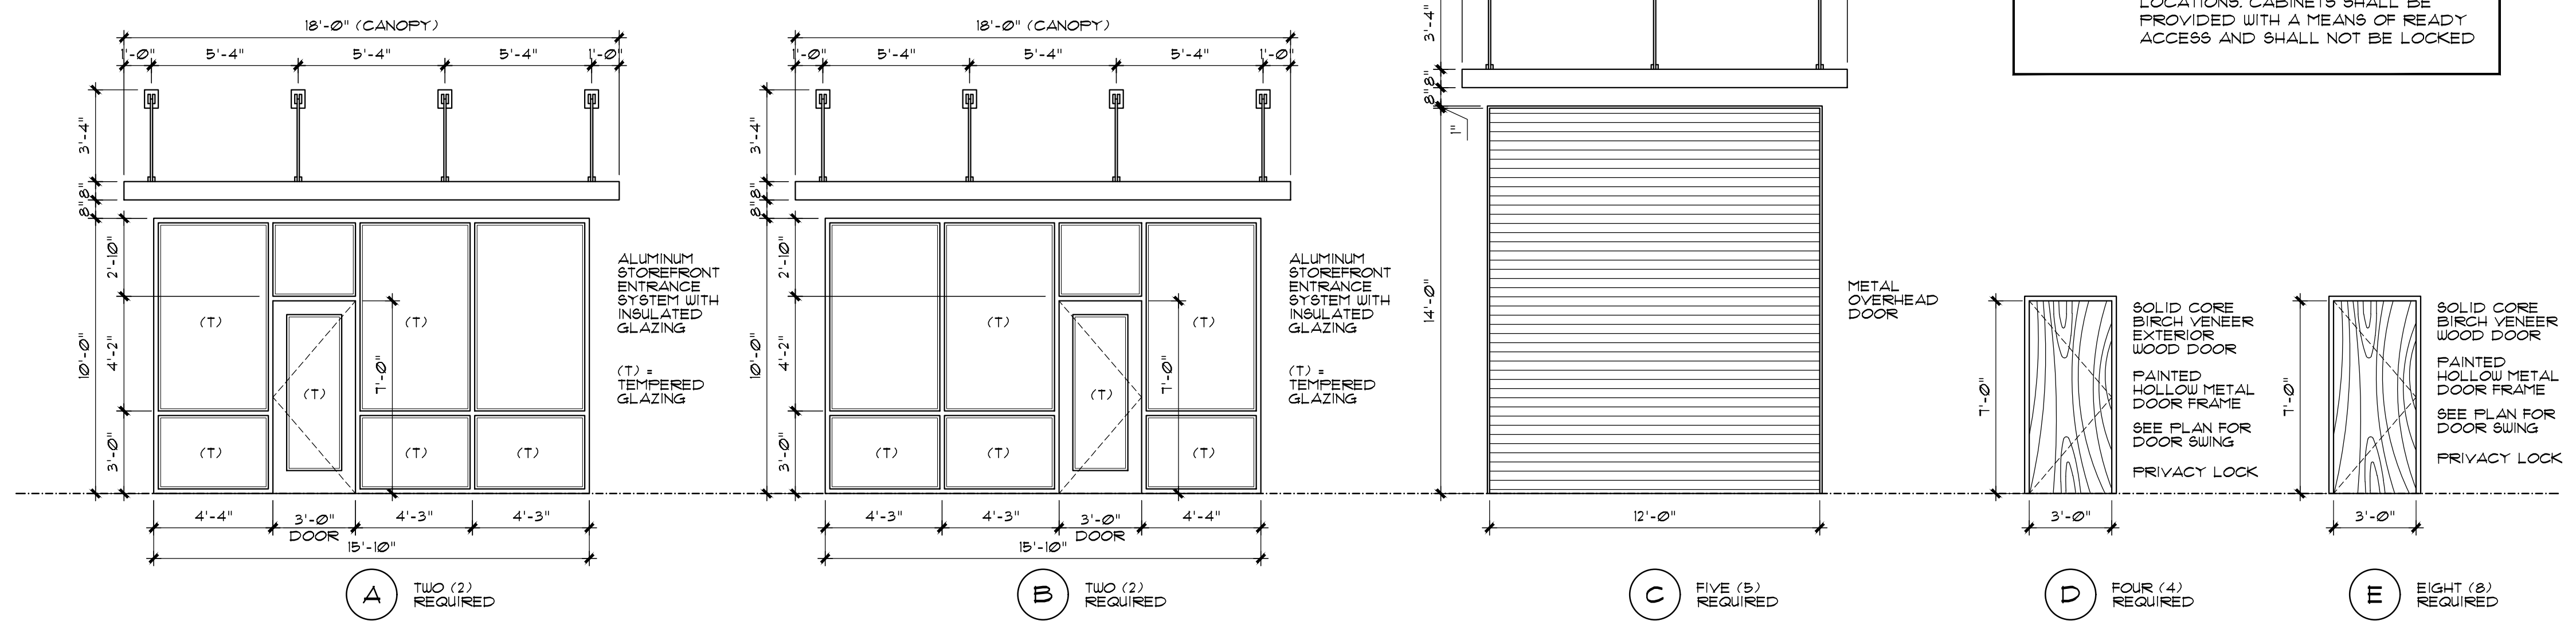 18'-0" (CANOPY)
1'-0" 5'-4" 5'-4" 5'-4" 1'-0"
3'-4"
8"
8"
10'-0"
2'-10"
4'-2"
3'-0"
(T)
(T)
(T)
(T)
(T)
(T)
7'-0"
4'-4" 3'-0" 4'-3" 4'-3"
DOOR
15'-10"
ALUMINUM
STOREFRONT
ENTRANCE
SYSTEM WITH
INSULATED
GLAZING
(T) =
TEMPERED
GLAZING
A
TWO (2)
REQUIRED
18'-0" (CANOPY)
1'-0" 5'-4" 5'-4" 5'-4" 1'-0"
3'-4"
8"
8"
10'-0"
2'-10"
4'-2"
3'-0"
(T)
(T)
(T)
(T)
(T)
(T)
7'-0"
4'-3" 4'-3" 3'-0" 4'-4"
DOOR
15'-10"
ALUMINUM
STOREFRONT
ENTRANCE
SYSTEM WITH
INSULATED
GLAZING
(T) =
TEMPERED
GLAZING
B
TWO (2)
REQUIRED
3'-4"
8"
8"
1"
14'-0"
12'-0"
METAL
OVERHEAD
DOOR
C
FIVE (5)
REQUIRED
LOCATIONS. CABINETS SHALL BE
PROVIDED WITH A MEANS OF READY
ACCESS AND SHALL NOT BE LOCKED
7'-0"
3'-0"
SOLID CORE
BIRCH VENEER
EXTERIOR
WOOD DOOR
PAINTED
HOLLOW METAL
DOOR FRAME
SEE PLAN FOR
DOOR SWING
PRIVACY LOCK
D
FOUR (4)
REQUIRED
7'-0"
3'-0"
SOLID CORE
BIRCH VENEER
WOOD DOOR
PAINTED
HOLLOW METAL
DOOR FRAME
SEE PLAN FOR
DOOR SWING
PRIVACY LOCK
E
EIGHT (8)
REQUIRED